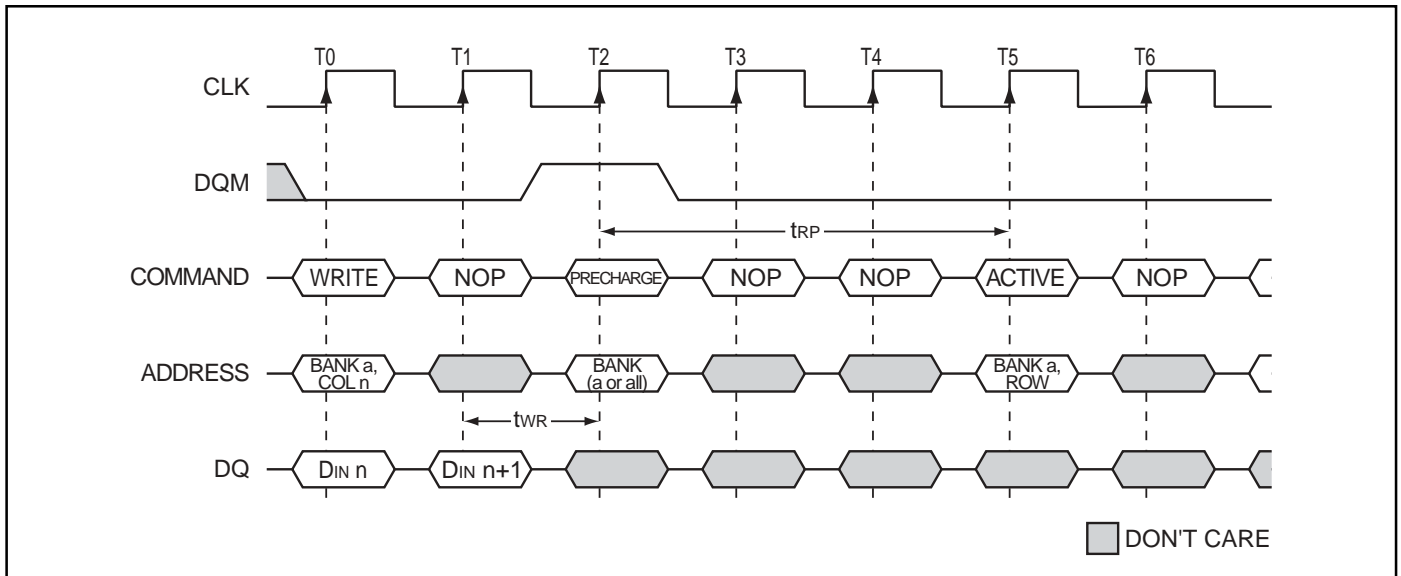 T0 T1 T2 T3 T4 T5 T6
CLK
DQM
tRP
COMMAND WRITE NOP PRECHARGE NOP NOP ACTIVE NOP
ADDRESS BANK a, COL n BANK (a or all) BANK a, ROW
tWR
DQ DIN n DIN n+1
DON'T CARE